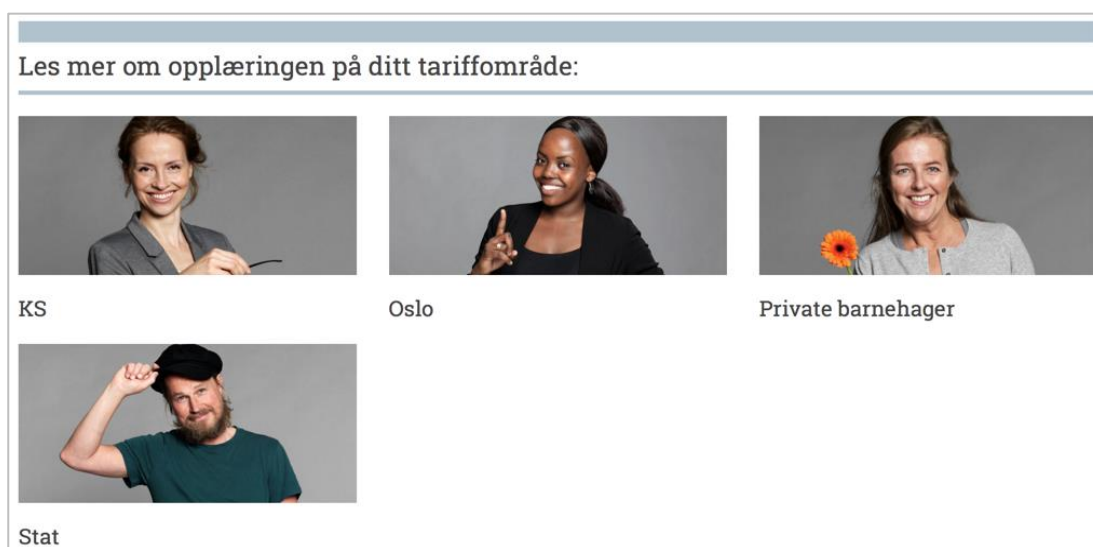 Les mer om opplæringen på ditt tariffområde:
KS
Oslo
Private barnehager
Stat